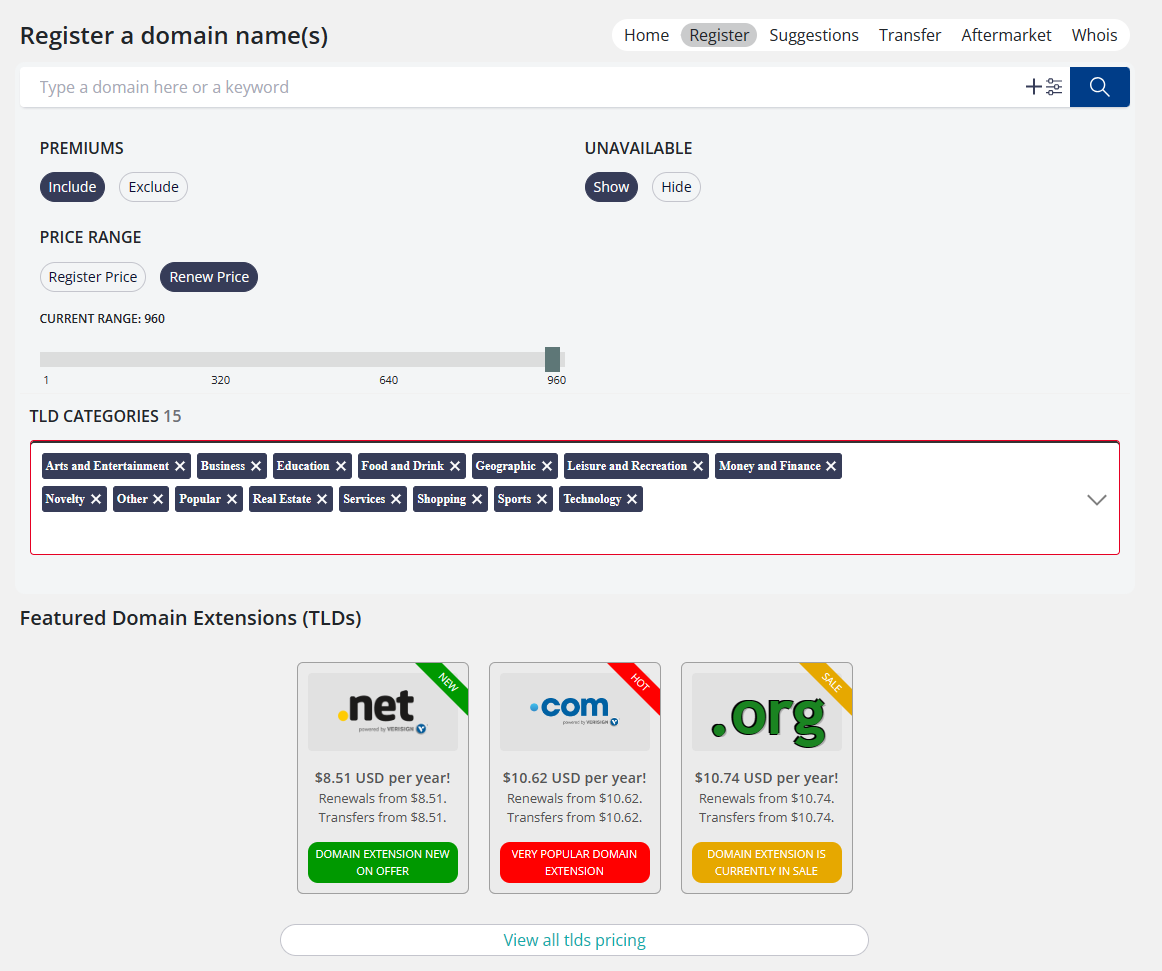 Register a domain name(s)
Home Register Suggestions Transfer Aftermarket Whois
Type a domain here or a keyword
PREMIUMS UNAVAILABLE
Include Exclude Show Hide
PRICE RANGE
Register Price Renew Price
CURRENT RANGE: 960
1 320 640 960
TLD CATEGORIES 15
Arts and Entertainment Business Education Food and Drink Geographic Leisure and Recreation Money and Finance
Novelty Other Popular Real Estate Services Shopping Sports Technology
Featured Domain Extensions (TLDs)
NEW
.net
powered by VERISIGN
$8.51 USD per year!
Renewals from $8.51.
Transfers from $8.51.
DOMAIN EXTENSION NEW
ON OFFER
HOT
.com
powered by VERISIGN
$10.62 USD per year!
Renewals from $10.62.
Transfers from $10.62.
VERY POPULAR DOMAIN
EXTENSION
SALE
.org
$10.74 USD per year!
Renewals from $10.74.
Transfers from $10.74.
DOMAIN EXTENSION IS
CURRENTLY IN SALE
View all tlds pricing